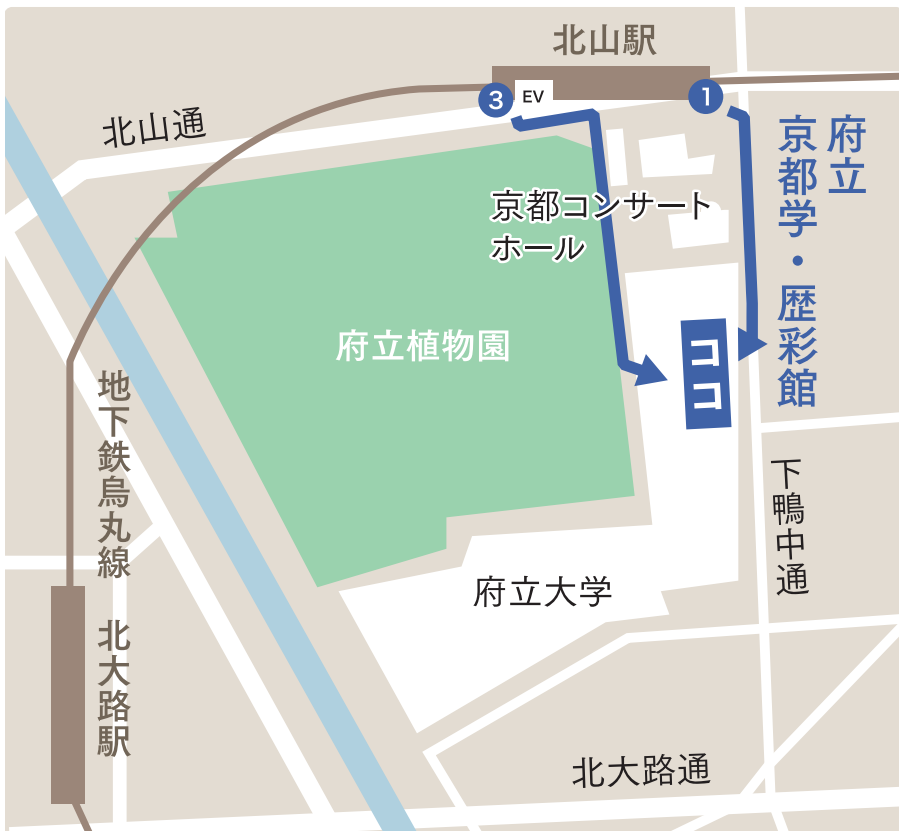 北山駅
3
EV
1
北山通
府立
京都学・歴彩館
京都コンサート
ホール
府立植物園
ココ
地下鉄烏丸線 北大路駅
下鴨中通
府立大学
北大路通